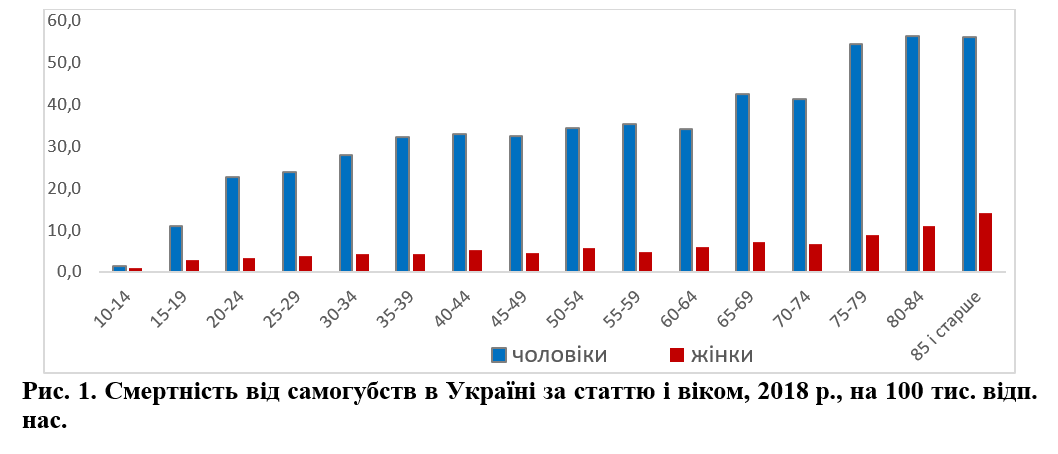 60,0
50,0
40,0
30,0
20,0
10,0
0,0
10-14 15-19 20-24 25-29 30-34 35-39 40-44 45-49 50-54 55-59 60-64 65-69 70-74 75-79 80-84 85 і старше
чоловіки жінки
Рис. 1. Смертність від самогубств в Україні за статтю і віком, 2018 р., на 100 тис. відп.
нас.